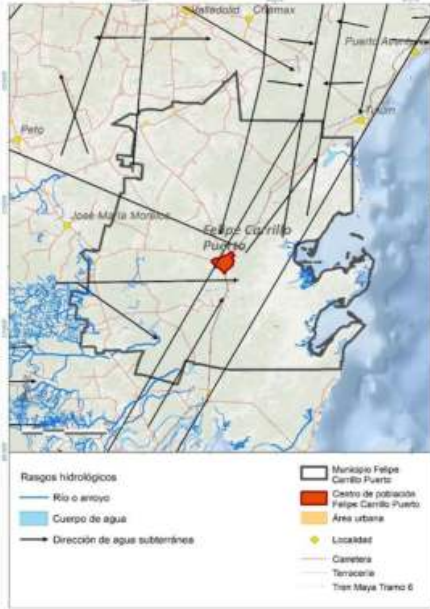 Valladolid
Chemax
Peto
Tulum
José María Morelos
Felipe Carrillo
Puerto
Rasgos hidrológicos
Río o arroyo
Cuerpo de agua
Dirección de agua subterránea
Municipio Felipe
Carrillo Puerto
Centro de población
Felipe Carrillo Puerto
Área urbana
Localidad
Carretera
Terracería
Tren Maya Tramo 6